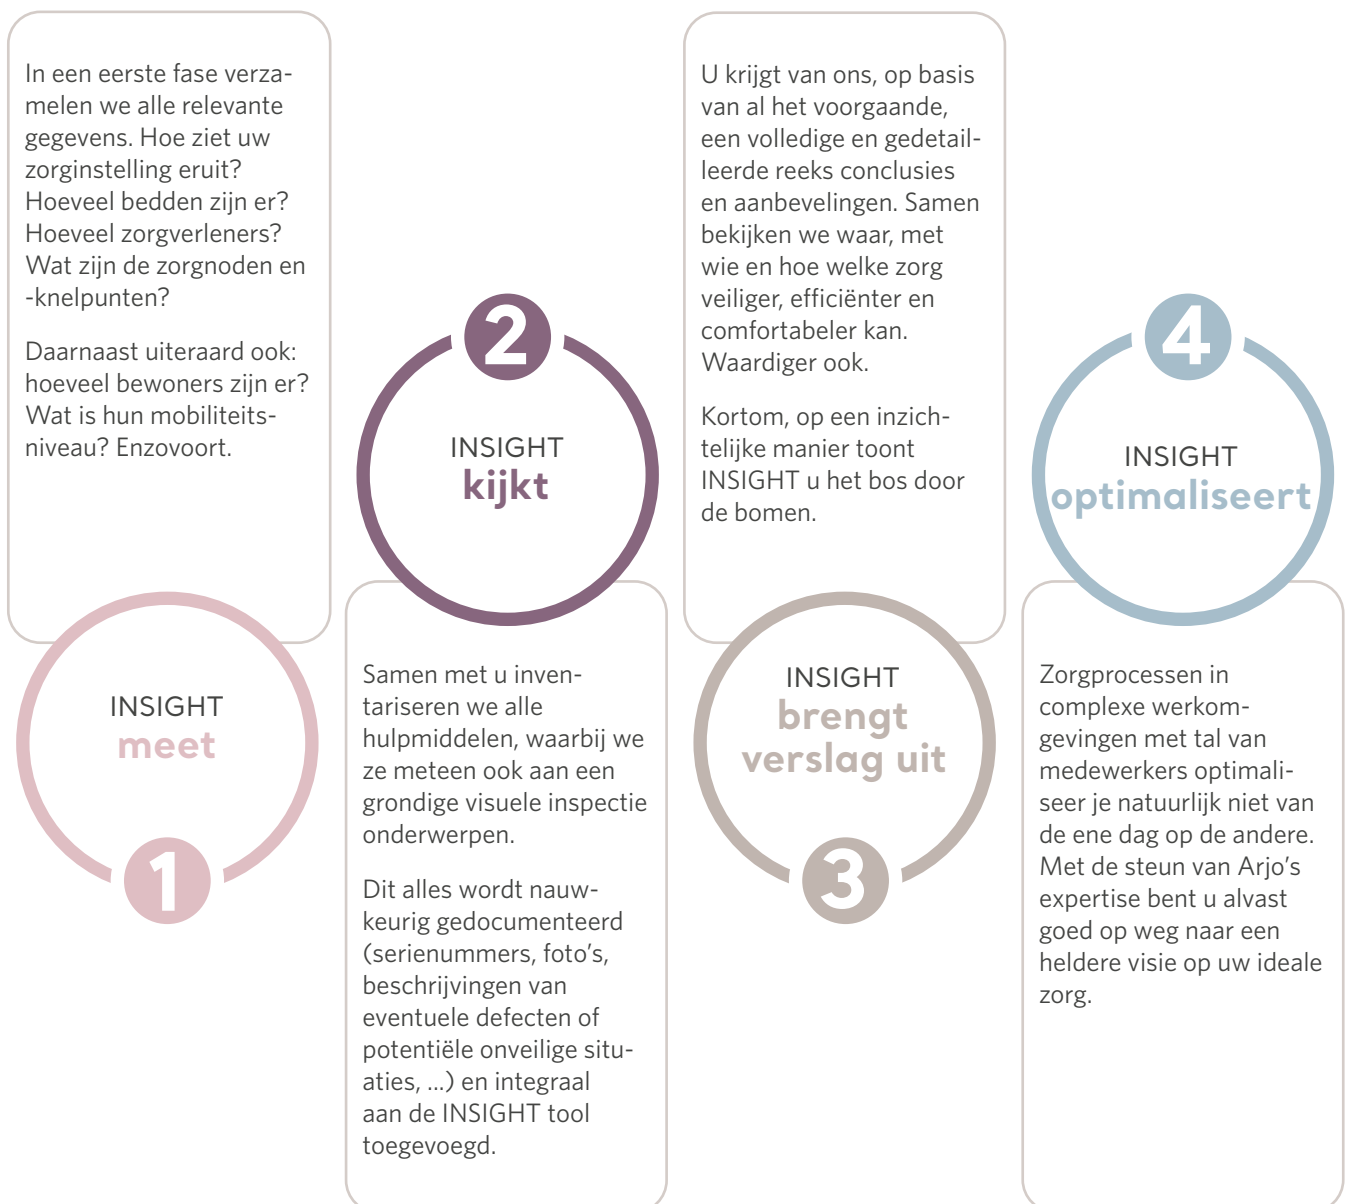 In een eerste fase verza-
melen we alle relevante
gegevens. Hoe ziet uw
zorginstelling eruit?
Hoeveel bedden zijn er?
Hoeveel zorgverleners?
Wat zijn de zorgnoden en
-knelpunten?
Daarnaast uiteraard ook:
hoeveel bewoners zijn er?
Wat is hun mobiliteits-
niveau? Enzovoort.
INSIGHT
meet
1
2
INSIGHT
kijkt
Samen met u inven-
tariseren we alle
hulpmiddelen, waarbij we
ze meteen ook aan een
grondige visuele inspectie
onderwerpen.
Dit alles wordt nauw-
keurig gedocumenteerd
(serienummers, foto's,
beschrijvingen van
eventuele defecten of
potentiële onveilige situ-
aties, ...) en integraal
aan de INSIGHT tool
toegevoegd.
U krijgt van ons, op basis
van al het voorgaande,
een volledige en gedetail-
leerde reeks conclusies
en aanbevelingen. Samen
bekijken we waar, met
wie en hoe welke zorg
veiliger, efficiënter en
comfortabeler kan.
Waardiger ook.
Kortom, op een inzich-
telijke manier toont
INSIGHT u het bos door
de bomen.
INSIGHT
brengt
verslag uit
3
4
INSIGHT
optimaliseert
Zorgprocessen in
complexe werkom-
gevingen met tal van
medewerkers optimali-
seer je natuurlijk niet van
de ene dag op de andere.
Met de steun van Arjo's
expertise bent u alvast
goed op weg naar een
heldere visie op uw ideale
zorg.